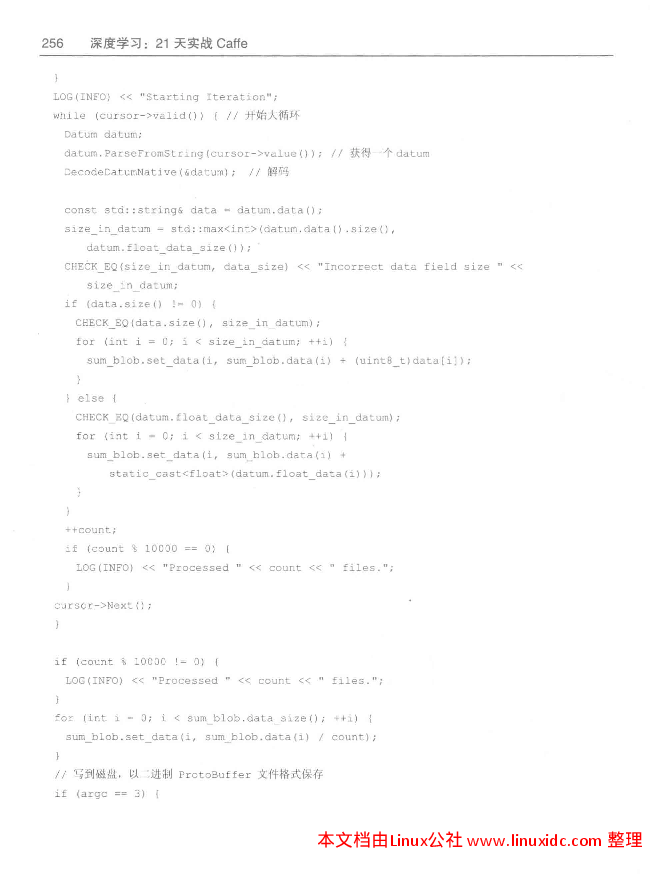 256 深度学习：21 天实战 Caffe
}
LOG(INFO) << "Starting Iteration";
while (cursor->valid()) { // 开始大循环
Datum datum;
datum.ParseFromString(cursor->value()); // 获得一个 datum
DecodeDatumNative(&datum); // 解码
const std::string& data = datum.data();
size_in_datum = std::max<int>(datum.data().size(),
datum.float_data_size());
CHECK_EQ(size_in_datum, data_size) << "Incorrect data field size " <<
size_in_datum;
if (data.size() != 0) {
CHECK_EQ(data.size(), size_in_datum);
for (int i = 0; i < size_in_datum; ++i) {
sum_blob.set_data(i, sum_blob.data(i) + (uint8_t)data[i]);
}
} else {
CHECK_EQ(datum.float_data_size(), size_in_datum);
for (int i = 0; i < size_in_datum; ++i) {
sum_blob.set_data(i, sum_blob.data(i) +
static_cast<float>(datum.float_data(i)));
}
}
++count;
if (count % 10000 == 0) {
LOG(INFO) << "Processed " << count << " files.";
}
cursor->Next();
}
if (count % 10000 != 0) {
LOG(INFO) << "Processed " << count << " files.";
}
for (int i = 0; i < sum_blob.data_size(); ++i) {
sum_blob.set_data(i, sum_blob.data(i) / count);
}
// 写到磁盘，以二进制 ProtoBuffer 文件格式保存
if (argc == 3) {
本文档由Linux公社 www.linuxidc.com 整理